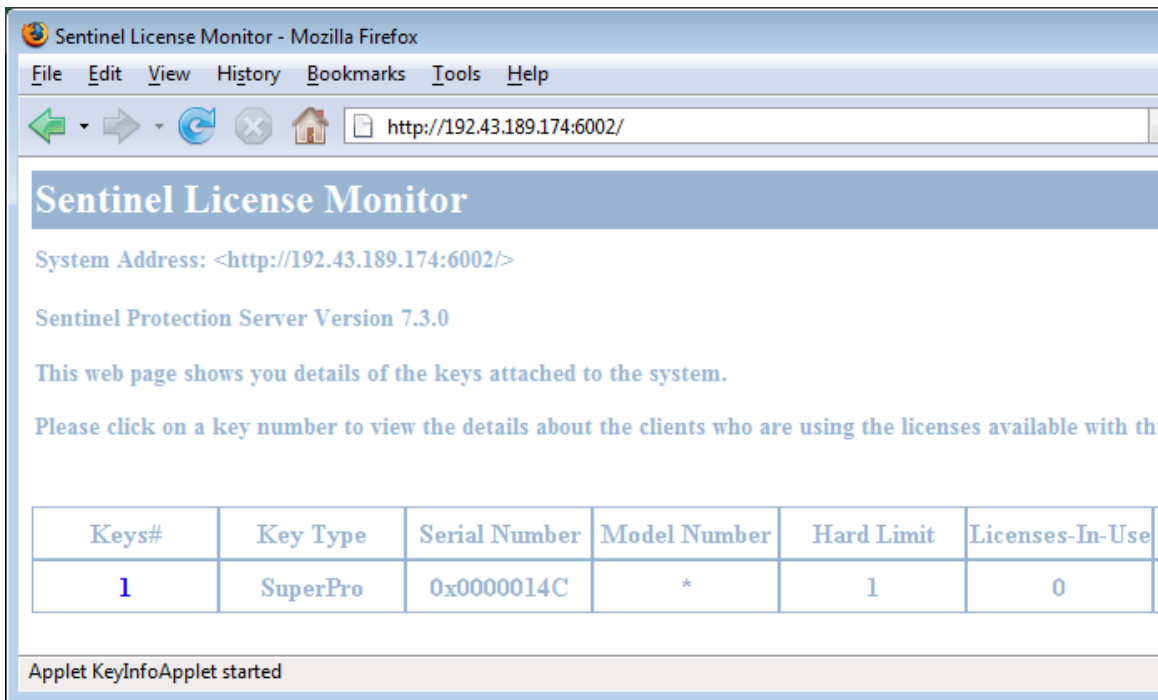 Sentinel License Monitor - Mozilla Firefox
File Edit View History Bookmarks Tools Help
http://192.43.189.174:6002/
Sentinel License Monitor
System Address: <http://192.43.189.174:6002/>
Sentinel Protection Server Version 7.3.0
This web page shows you details of the keys attached to the system.
Please click on a key number to view the details about the clients who are using the licenses available with
Keys# Key Type Serial Number Model Number Hard Limit Licenses-In-Use
1 SuperPro 0x0000014C * 1 0
Applet KeyInfoApplet started